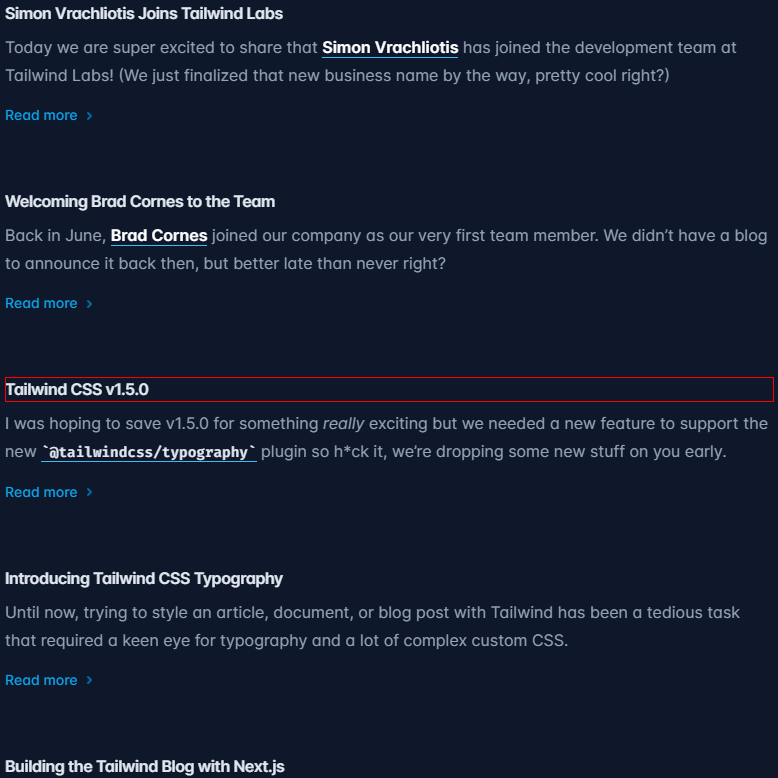 Simon Vrachliotis Joins Tailwind Labs
Today we are super excited to share that Simon Vrachliotis has joined the development team at
Tailwind Labs! (We just finalized that new business name by the way, pretty cool right?)
Read more
Welcoming Brad Cornes to the Team
Back in June, Brad Cornes joined our company as our very first team member. We didn’t have a blog
to announce it back then, but better late than never right?
Read more
Tailwind CSS v1.5.0
I was hoping to save v1.5.0 for something really exciting but we needed a new feature to support the
new `@tailwindcss/typography` plugin so h*ck it, we’re dropping some new stuff on you early.
Read more
Introducing Tailwind CSS Typography
Until now, trying to style an article, document, or blog post with Tailwind has been a tedious task
that required a keen eye for typography and a lot of complex custom CSS.
Read more
Building the Tailwind Blog with Next.js